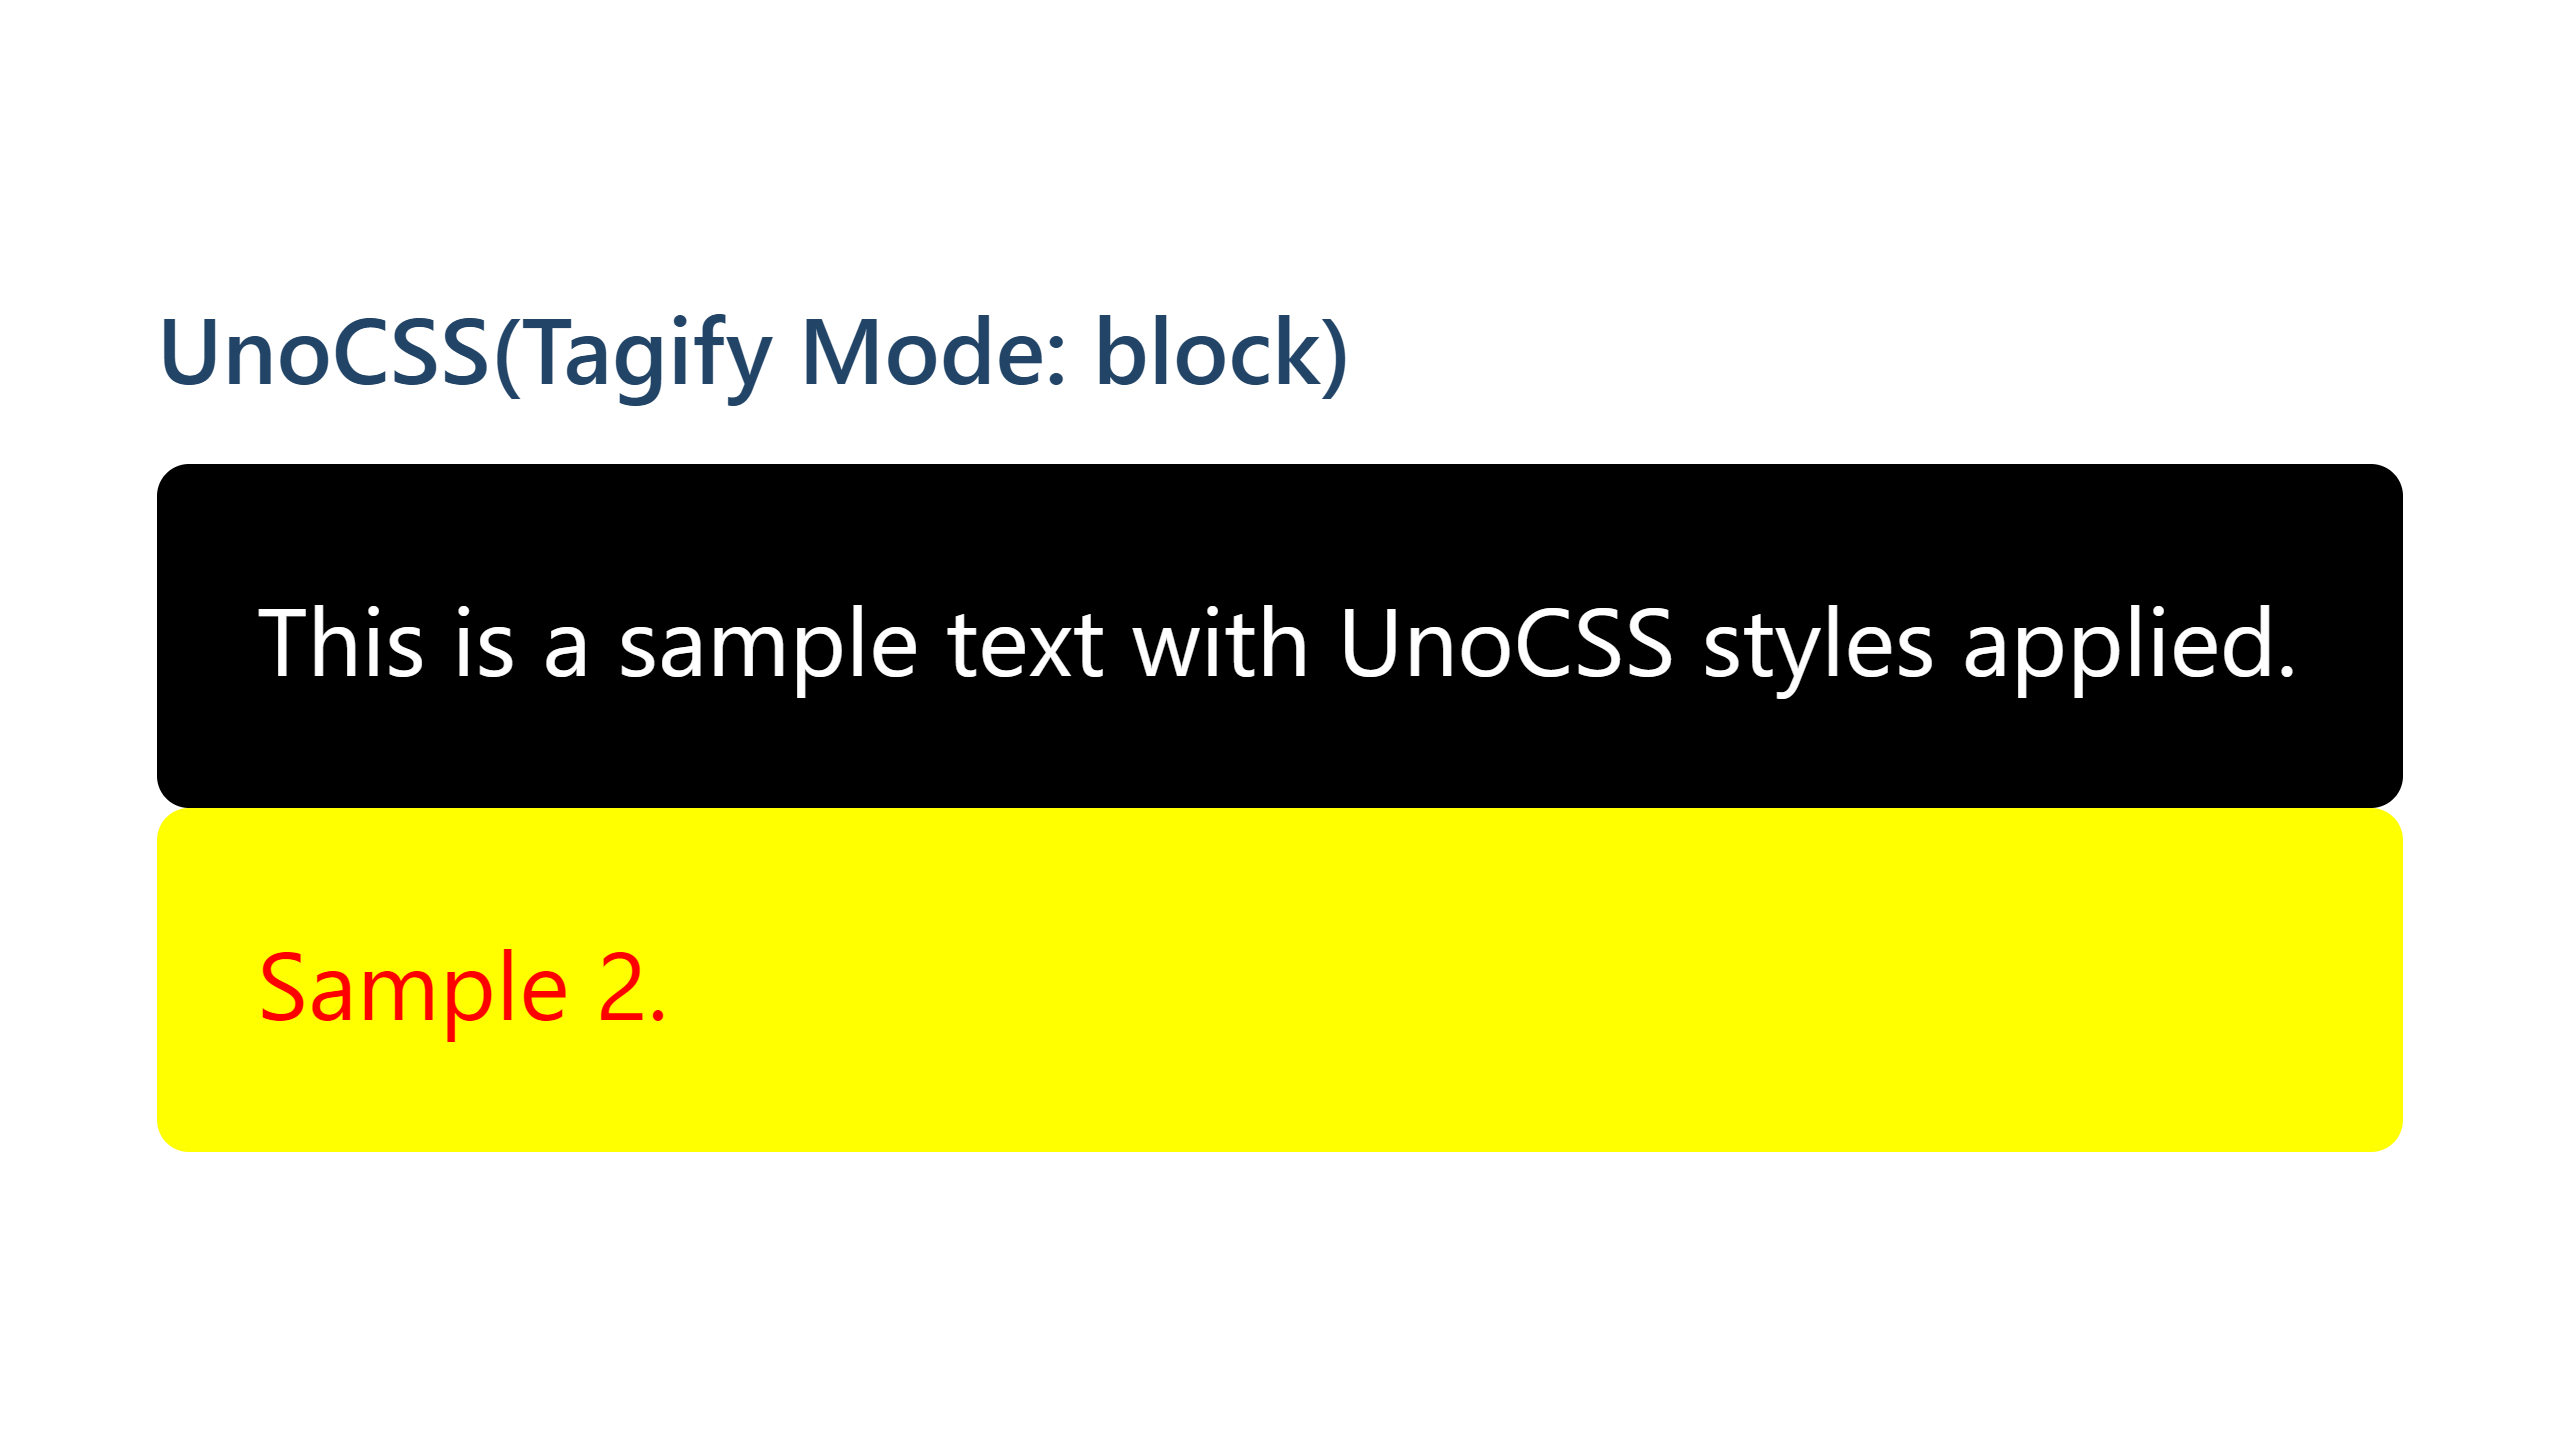 UnoCSS(Tagify Mode: block)
This is a sample text with UnoCSS styles applied.
Sample 2.